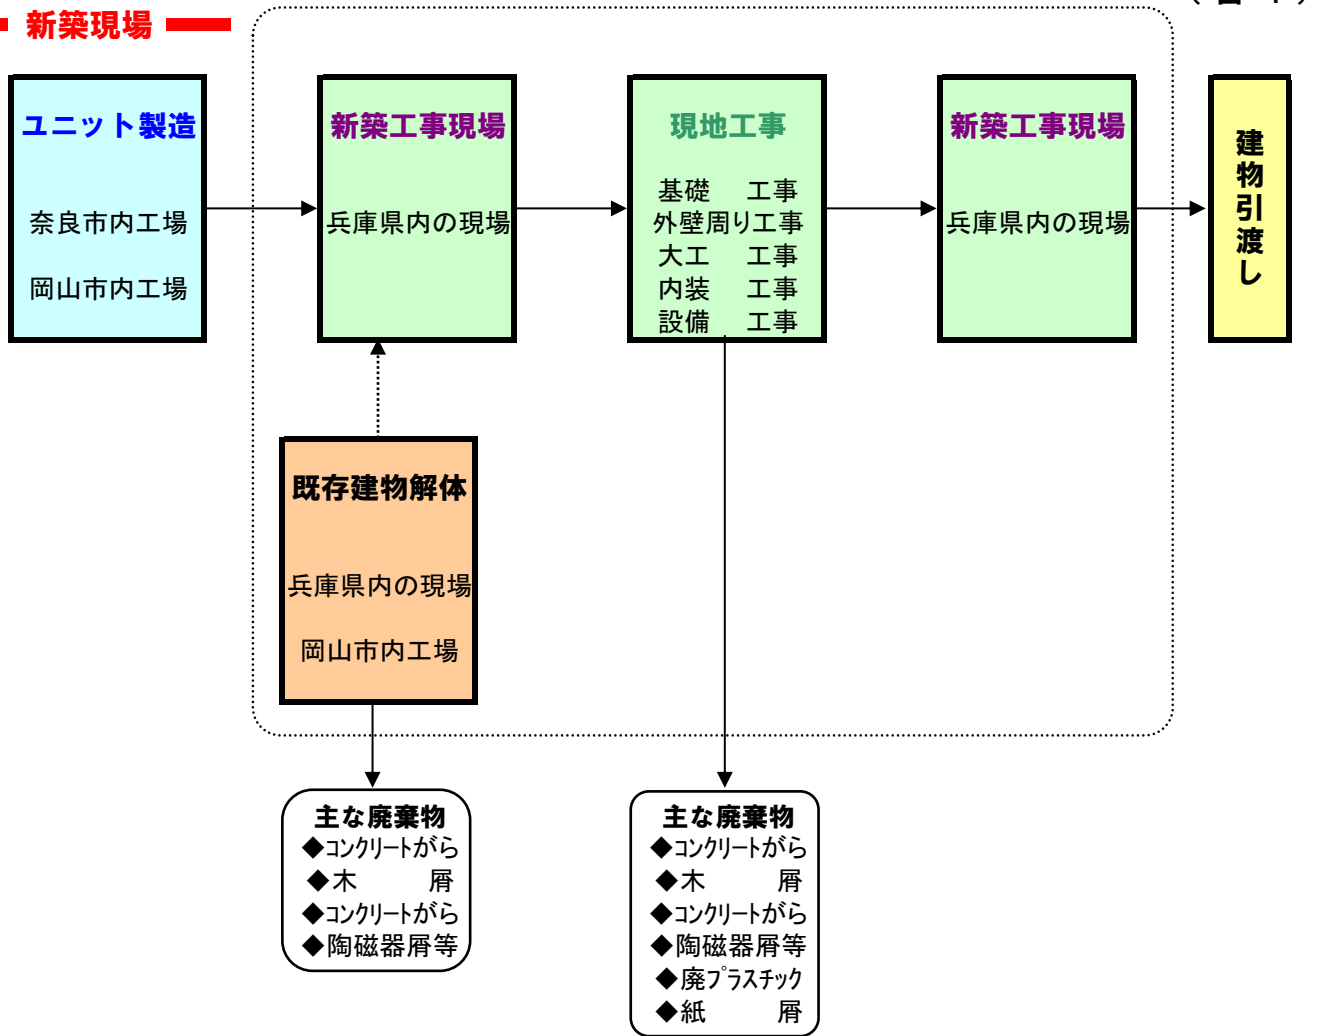 新築現場
ユニット製造
奈良市内工場
岡山市内工場
新築工事現場
兵庫県内の現場
現地工事
基礎 工事
外壁周り工事
大工 工事
内装 工事
設備 工事
新築工事現場
兵庫県内の現場
建物引渡し
既存建物解体
兵庫県内の現場
岡山市内工場
主な廃棄物
◆コンクリートがら
◆木 屑
◆コンクリートがら
◆陶磁器屑等
主な廃棄物
◆コンクリートがら
◆木 屑
◆コンクリートがら
◆陶磁器屑等
◆廃プラスチック
◆紙 屑